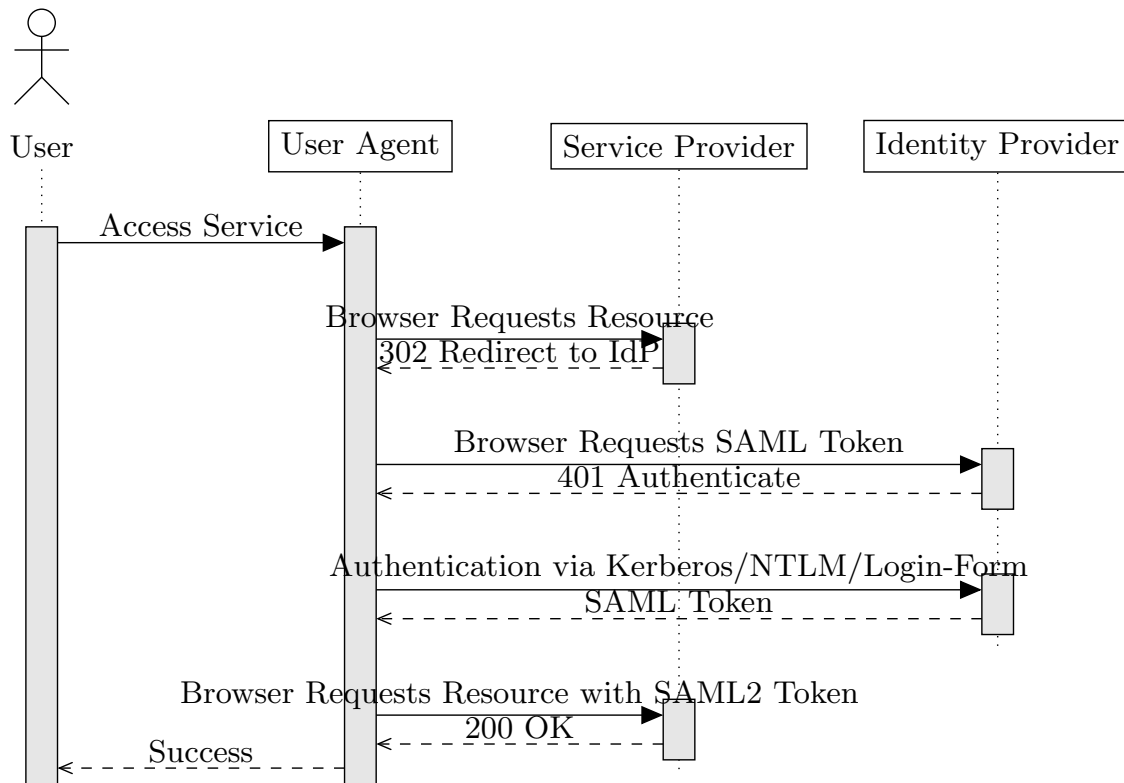 User
User Agent
Service Provider
Identity Provider
Access Service
Browser Requests Resource
302 Redirect to IdP
Browser Requests SAML Token
401 Authenticate
Authentication via Kerberos/NTLM/Login-Form
SAML Token
Browser Requests Resource with SAML2 Token
200 OK
Success